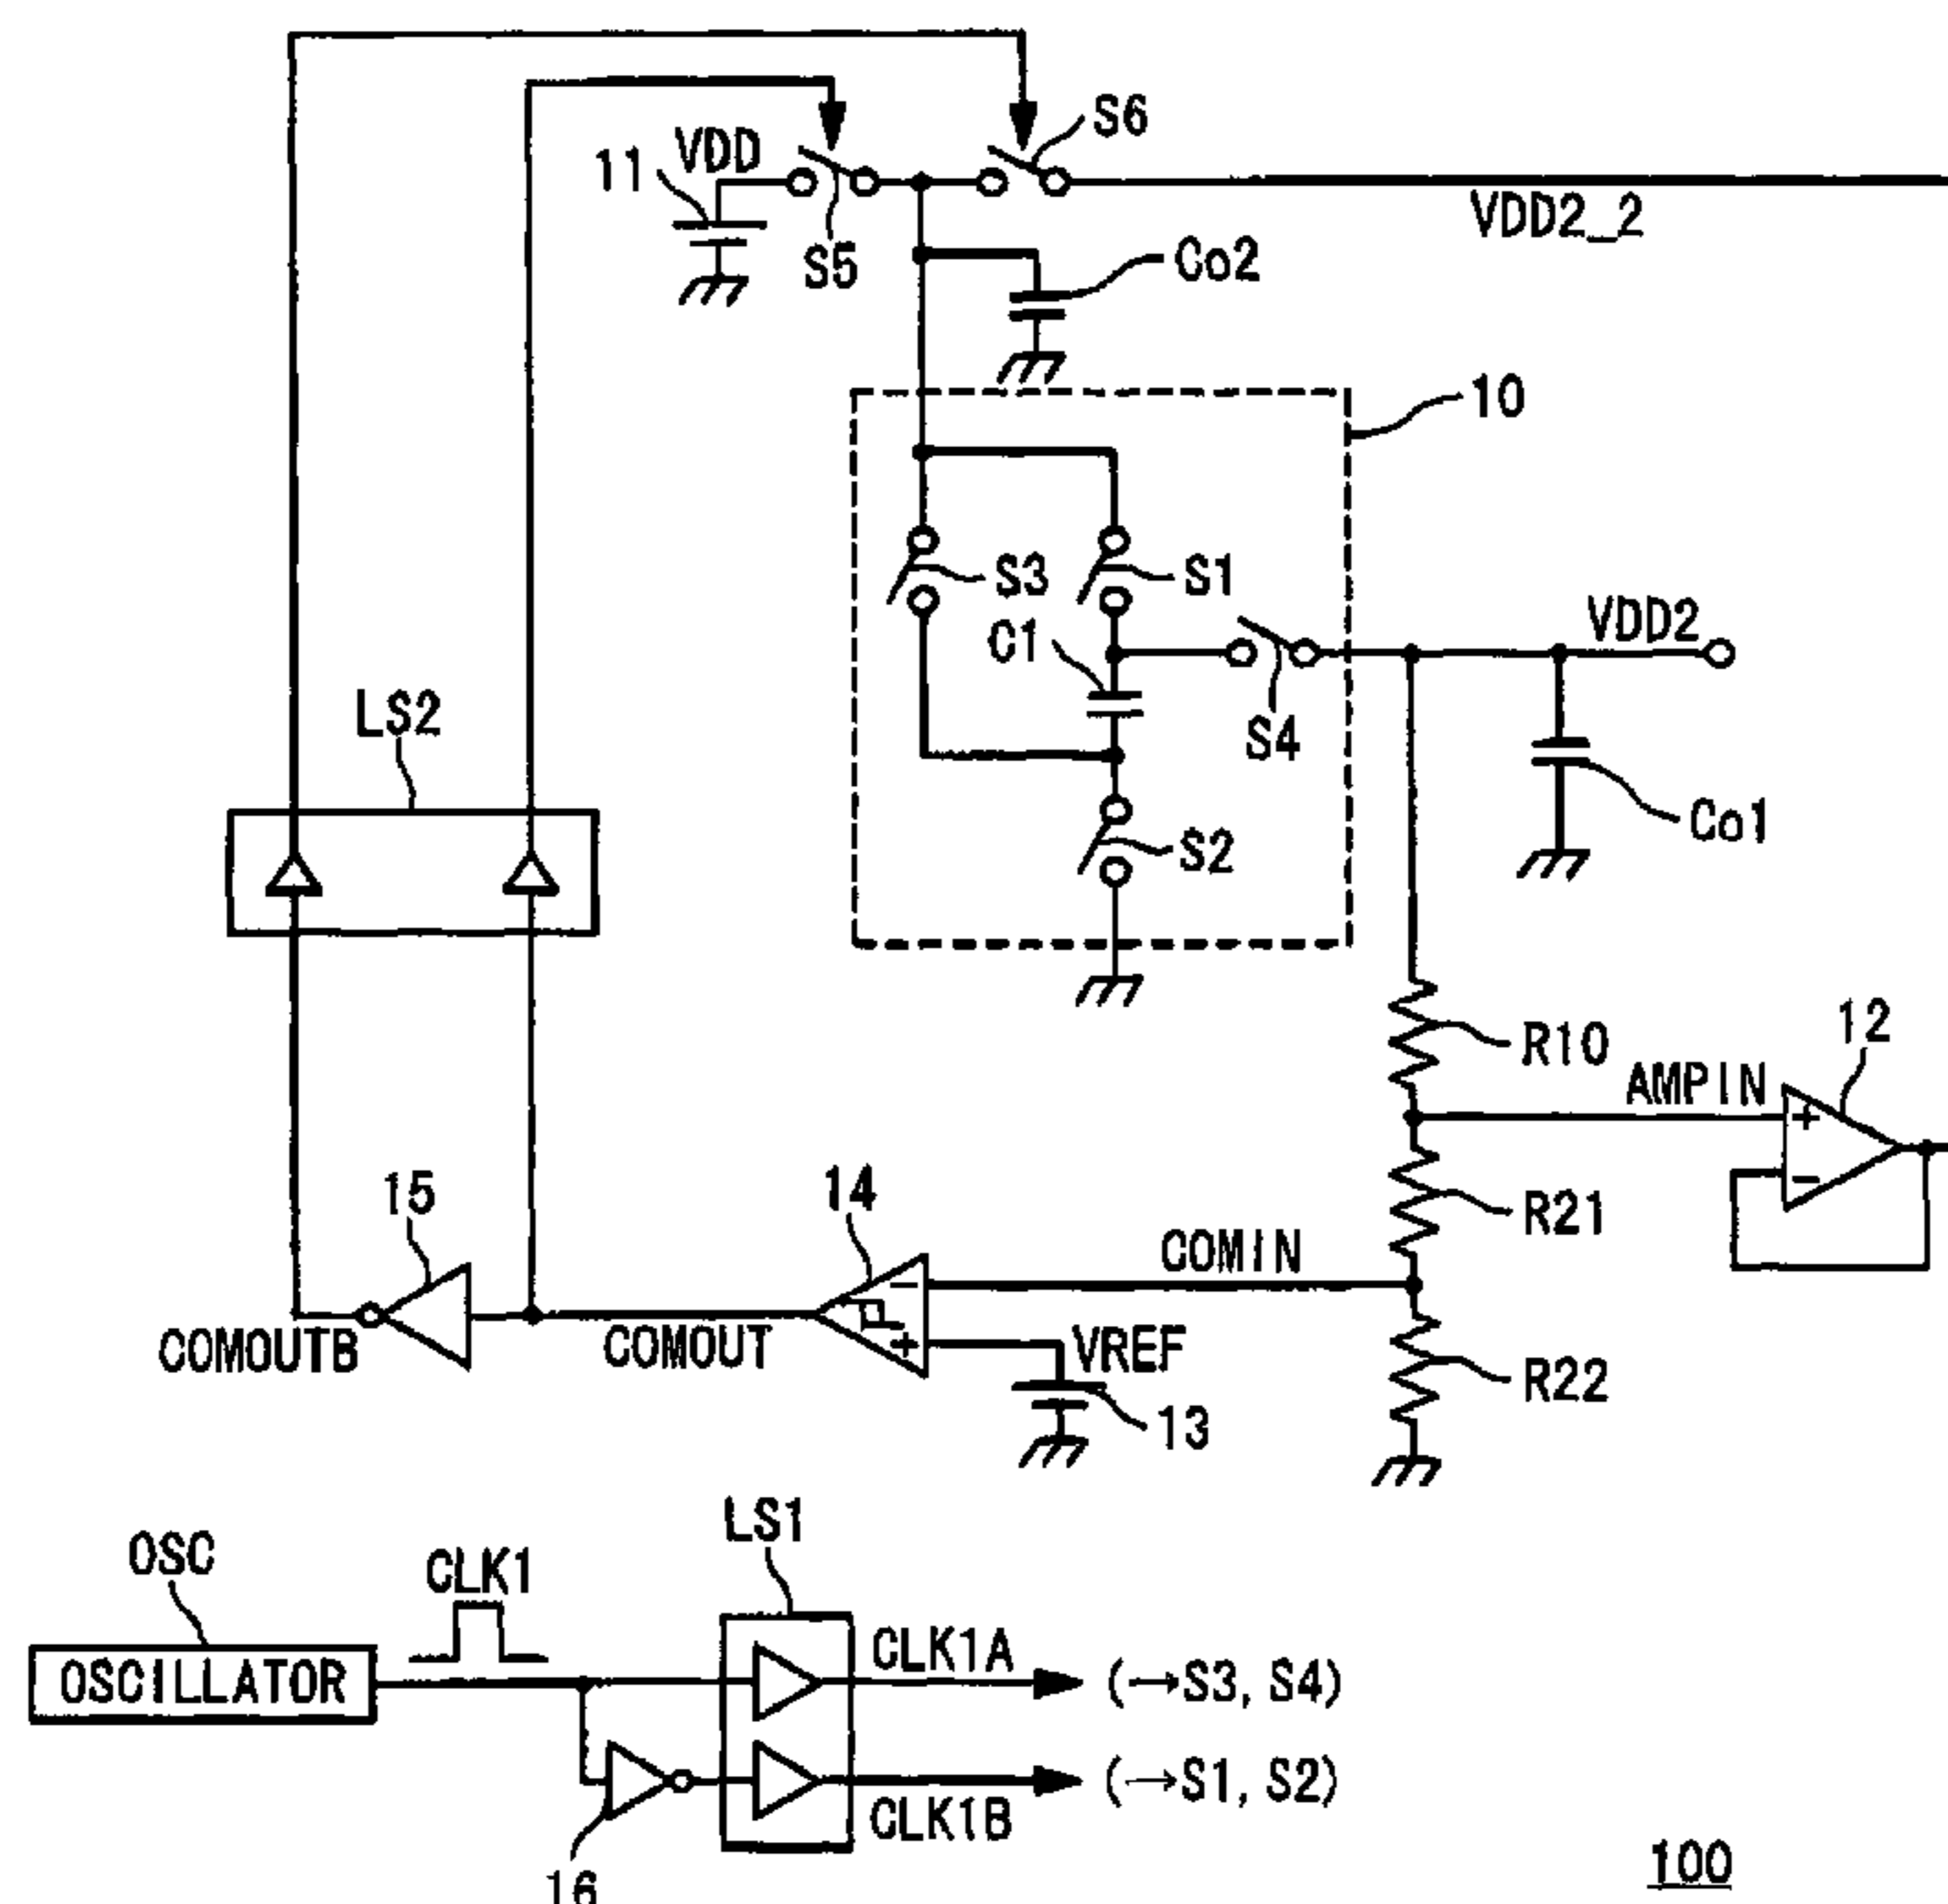 S6
11
VDD
S5
VDD2_2
Co2
10
S3
S1
C1
S4
VDD2
LS2
S2
Co1
R10
12
AMPIN
+
-
R21
15
14
COMIN
-
+
COMOUTB
COMOUT
VREF
13
R22
LS1
OSC
CLK1
OSCILLATOR
CLK1A
(→S3, S4)
(→S1, S2)
CLK1B
16
100